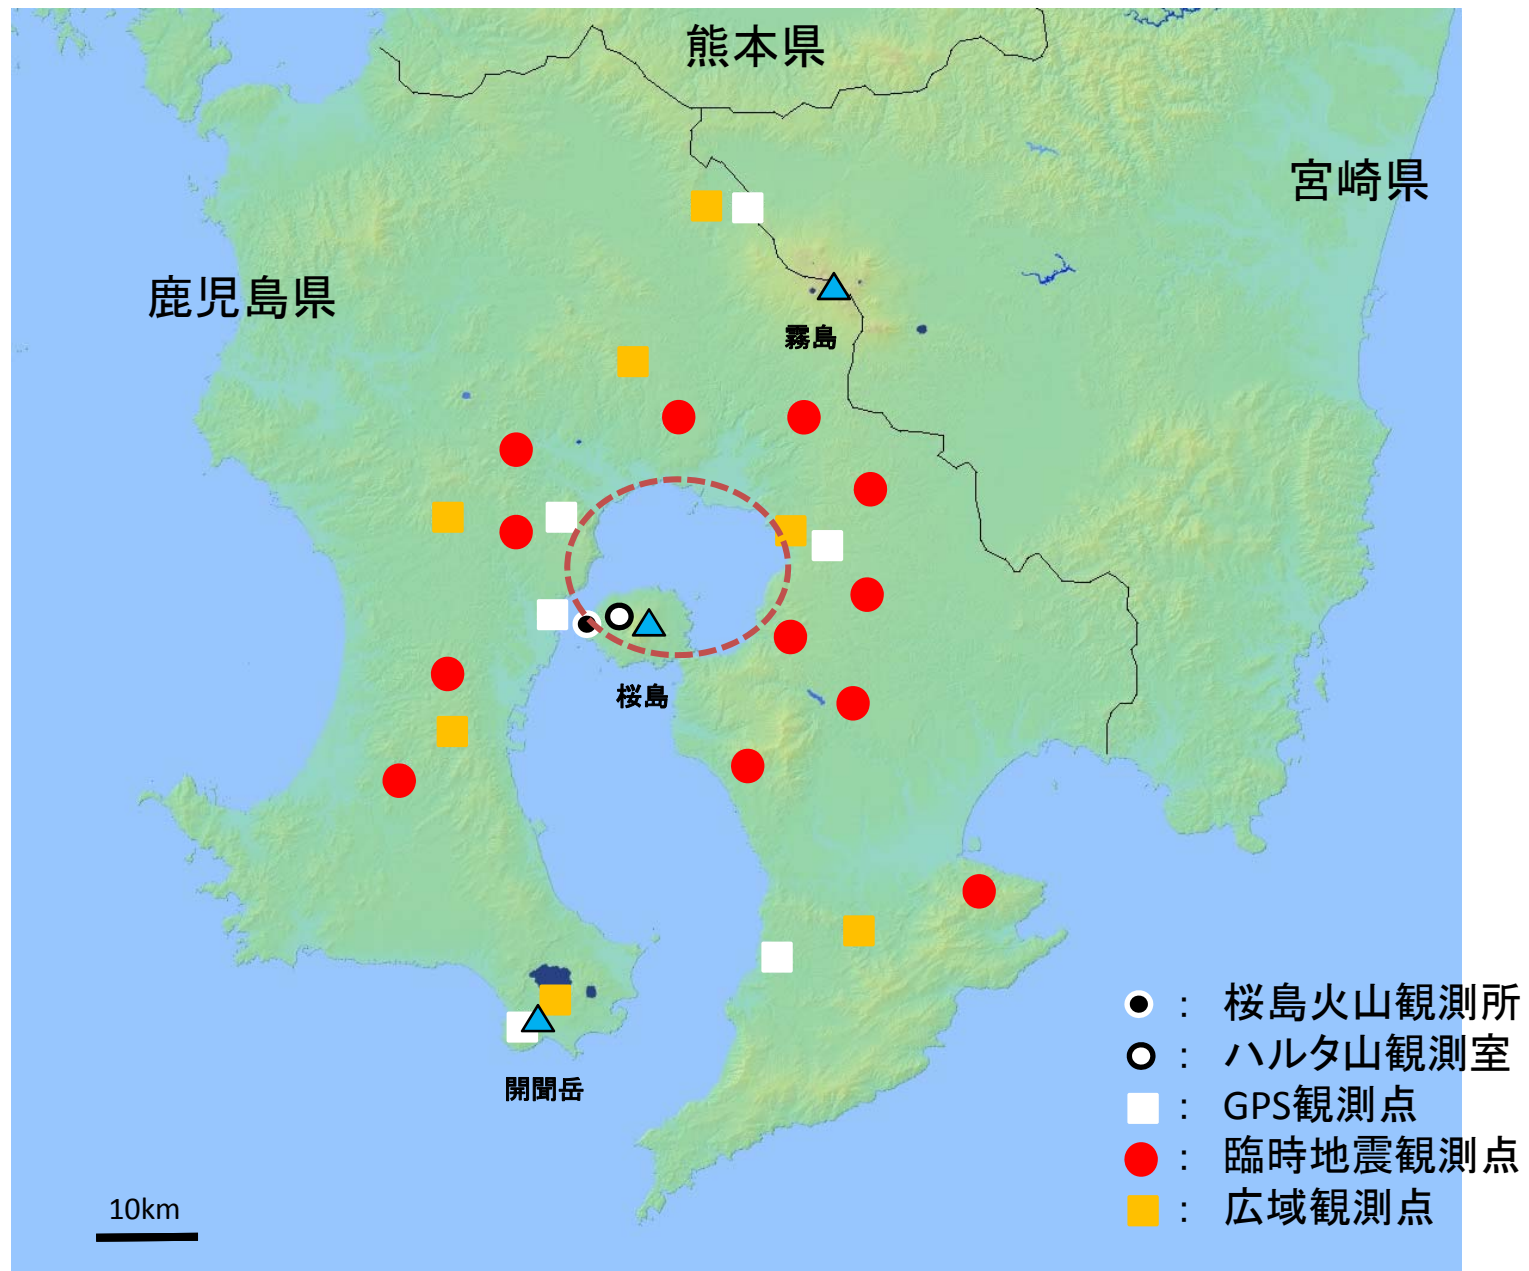 熊本県
宮崎県
鹿児島県
霧島
桜島
開聞岳
： 桜島火山観測所
： ハルタ山観測室
： GPS観測点
： 臨時地震観測点
： 広域観測点
10km